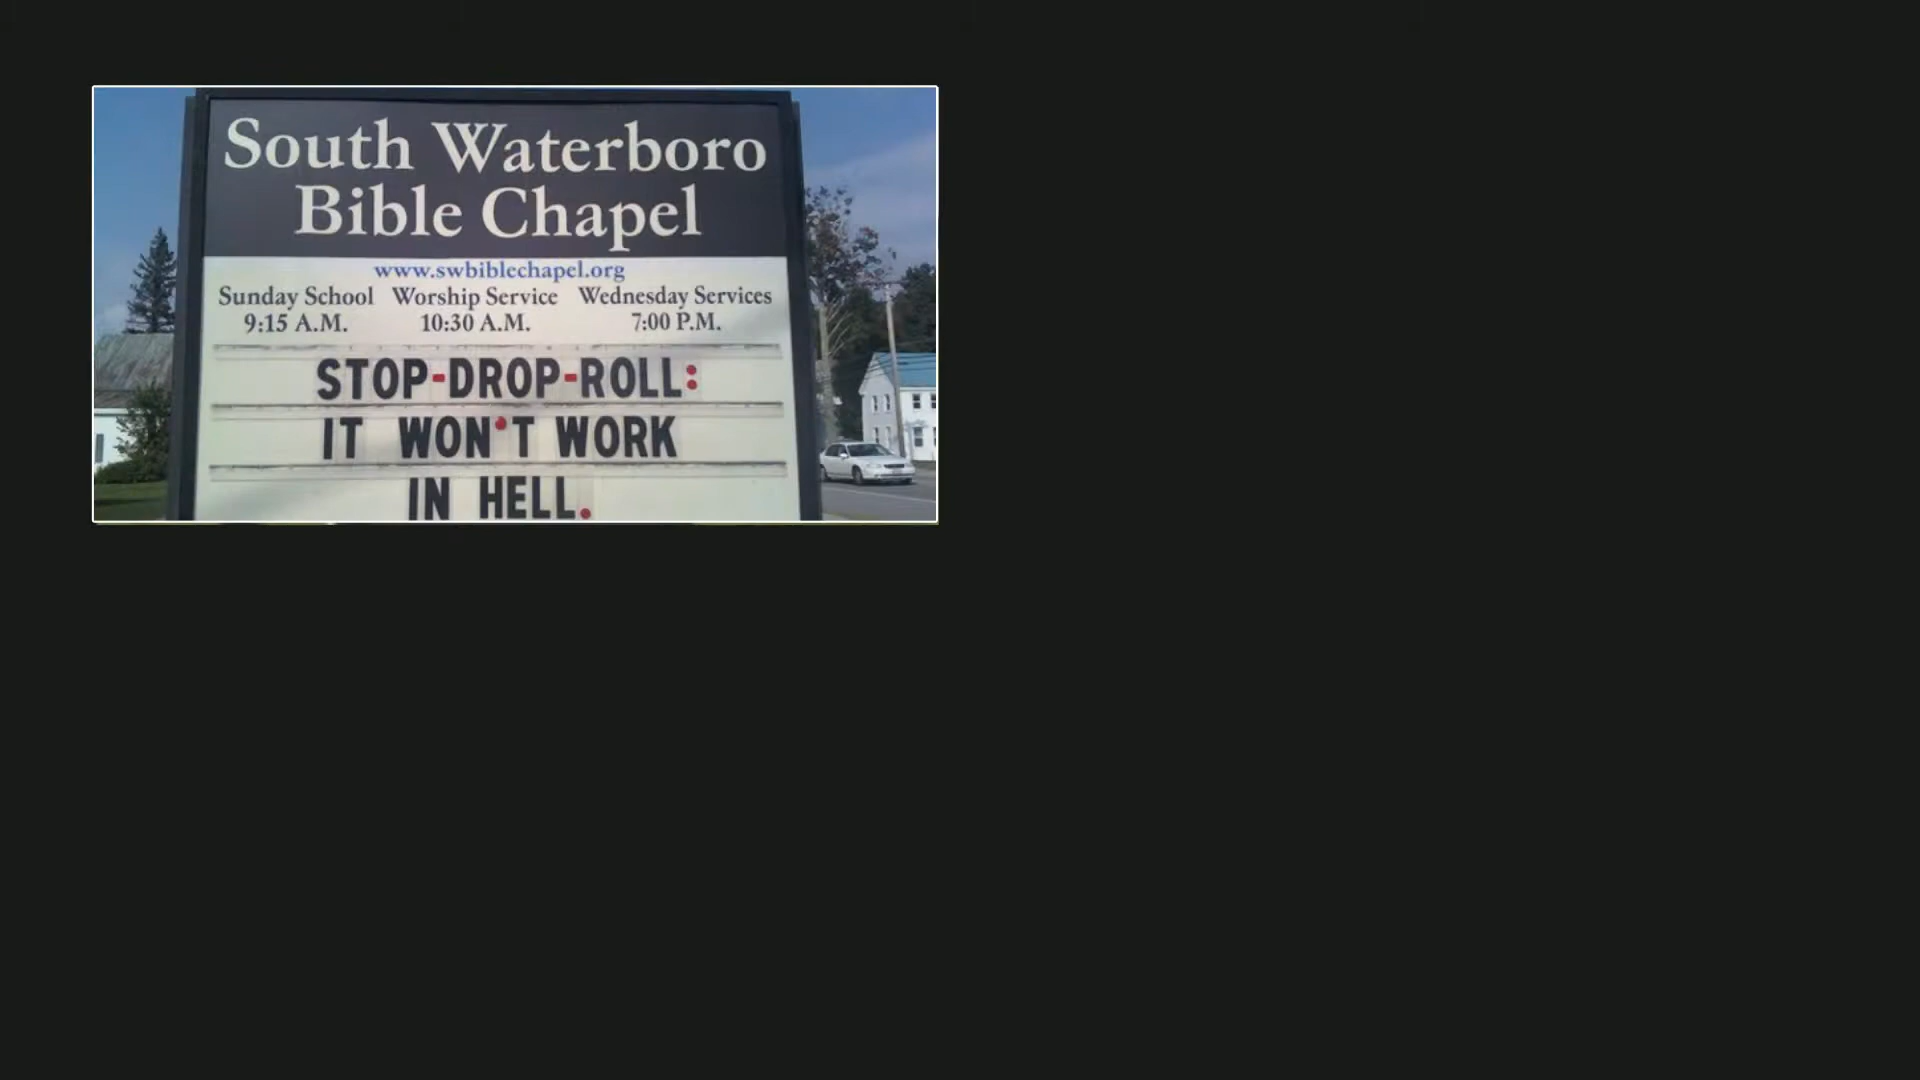 South Waterboro
Bible Chapel
www.swbiblechapel.org
Sunday School Worship Service Wednesday Services
9:15 A.M. 10:30 A.M. 7:00 P.M.
STOP-DROP-ROLL:
IT WON'T WORK
IN HELL.